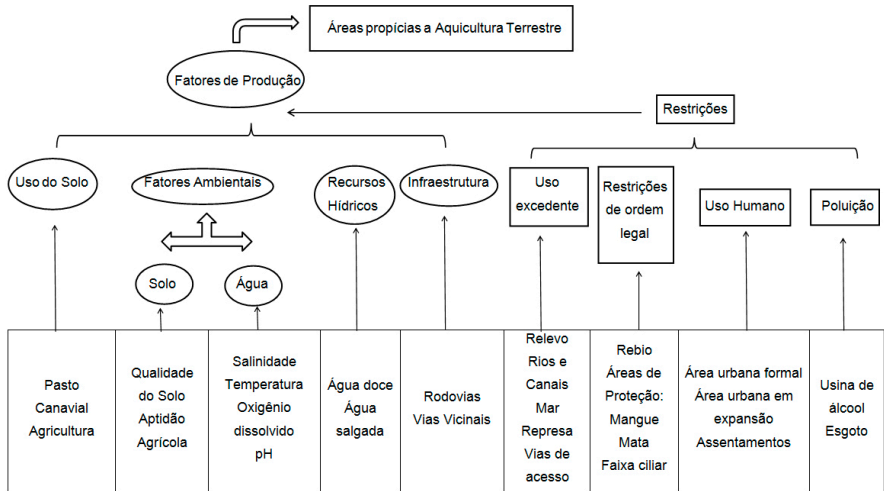 Áreas propícias a Aquicultura Terrestre
Fatores de Produção
Restrições
Uso do Solo
Fatores Ambientais
Recursos
Hídricos
Infraestrutura
Uso
excedente
Restrições
de ordem
legal
Uso Humano
Poluição
Solo
Água
Pasto
Canavial
Agricultura
Qualidade
do Solo
Aptidão
Agrícola
Salinidade
Temperatura
Oxigênio
dissolvido
pH
Água doce
Água
salgada
Rodovias
Vias Vicinais
Relevo
Rios e
Canais
Mar
Represa
Vias de
acesso
Rebio
Áreas de
Proteção:
Mangue
Mata
Faixa ciliar
Área urbana formal
Área urbana em
expansão
Assentamentos
Usina de
álcool
Esgoto